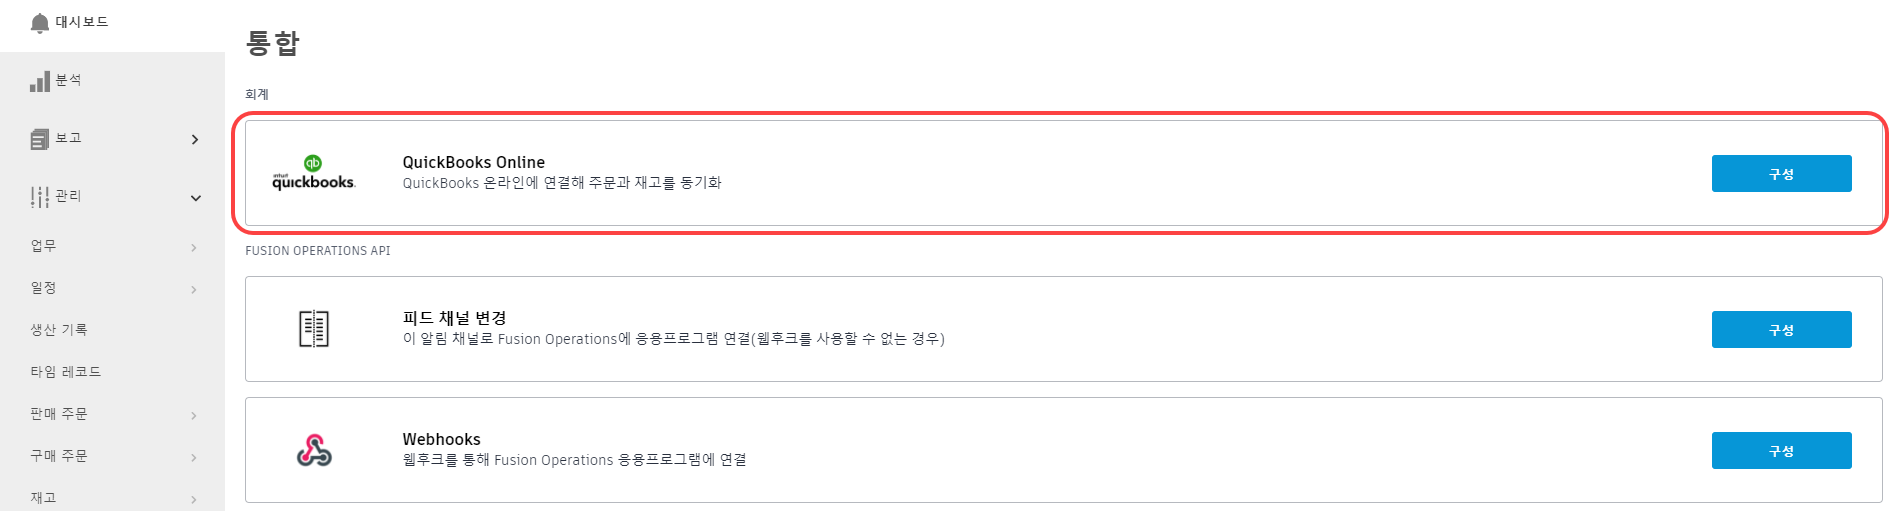 대시보드
분석
보고
관리
업무
일정
생산 기록
타임 레코드
판매 주문
구매 주문
재고
통합
회계
intuit
qb
quickbooks.
QuickBooks Online
QuickBooks 온라인에 연결해 주문과 재고를 동기화
구성
FUSION OPERATIONS API
피드 채널 변경
이 알림 채널로 Fusion Operations에 응용프로그램 연결(웹후크를 사용할 수 없는 경우)
구성
Webhooks
웹후크를 통해 Fusion Operations 응용프로그램에 연결
구성